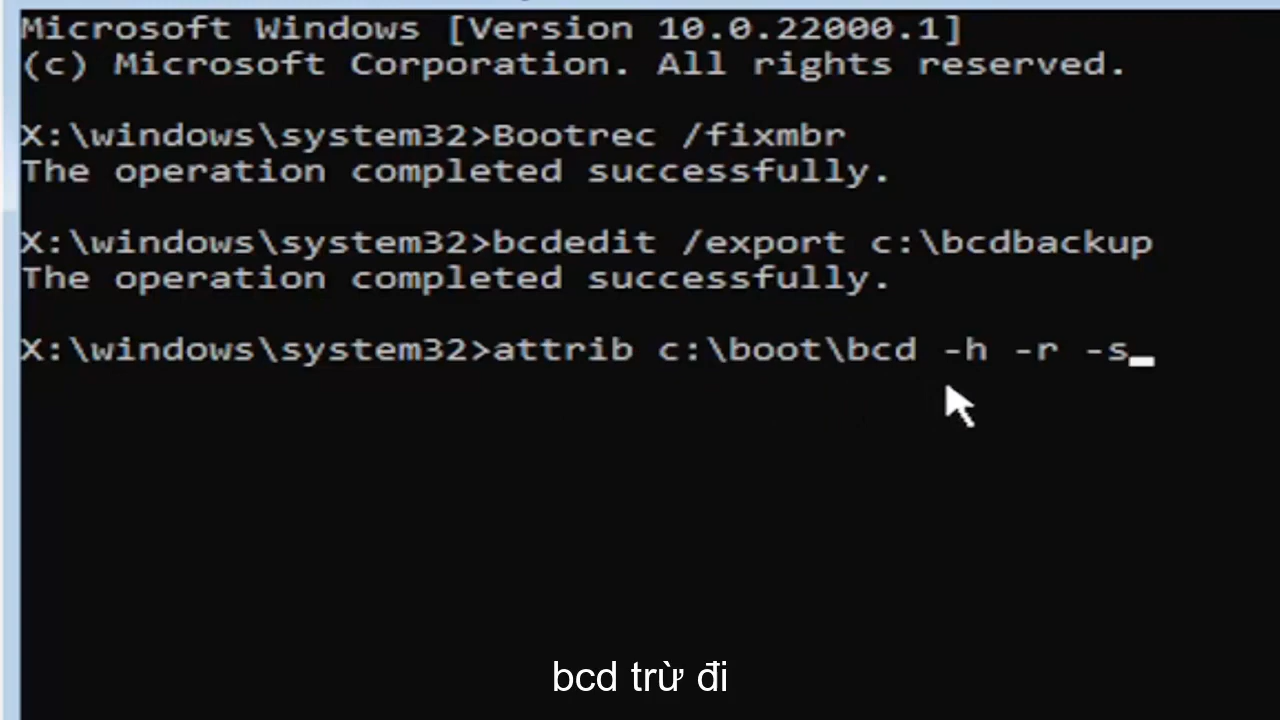 Microsoft Windows [Version 10.0.22000.1]
(c) Microsoft Corporation. All rights reserved.
X:\windows\system32>Bootrec /fixmbr
The operation completed successfully.
X:\windows\system32>bcdedit /export c:\bcdbackup
The operation completed successfully.
X:\windows\system32>attrib c:\boot\bcd -h -r -s
bcd trừ đi